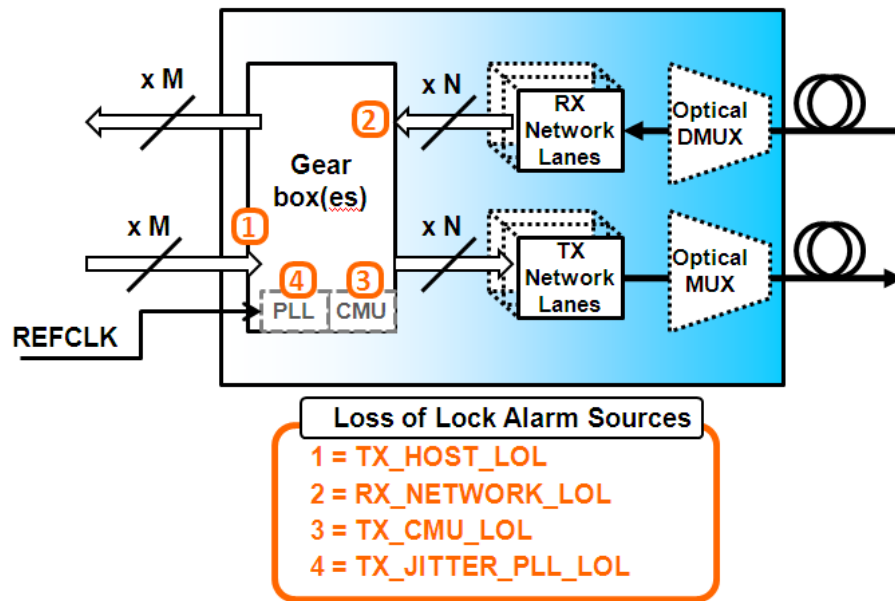 x M
x N
2
RX
Network
Lanes
Optical
DMUX
Gear
box(es)
1
x M
x N
4
3
TX
Network
Lanes
Optical
MUX
PLL
CMU
REFCLK
Loss of Lock Alarm Sources
1 = TX_HOST_LOL
2 = RX_NETWORK_LOL
3 = TX_CMU_LOL
4 = TX_JITTER_PLL_LOL